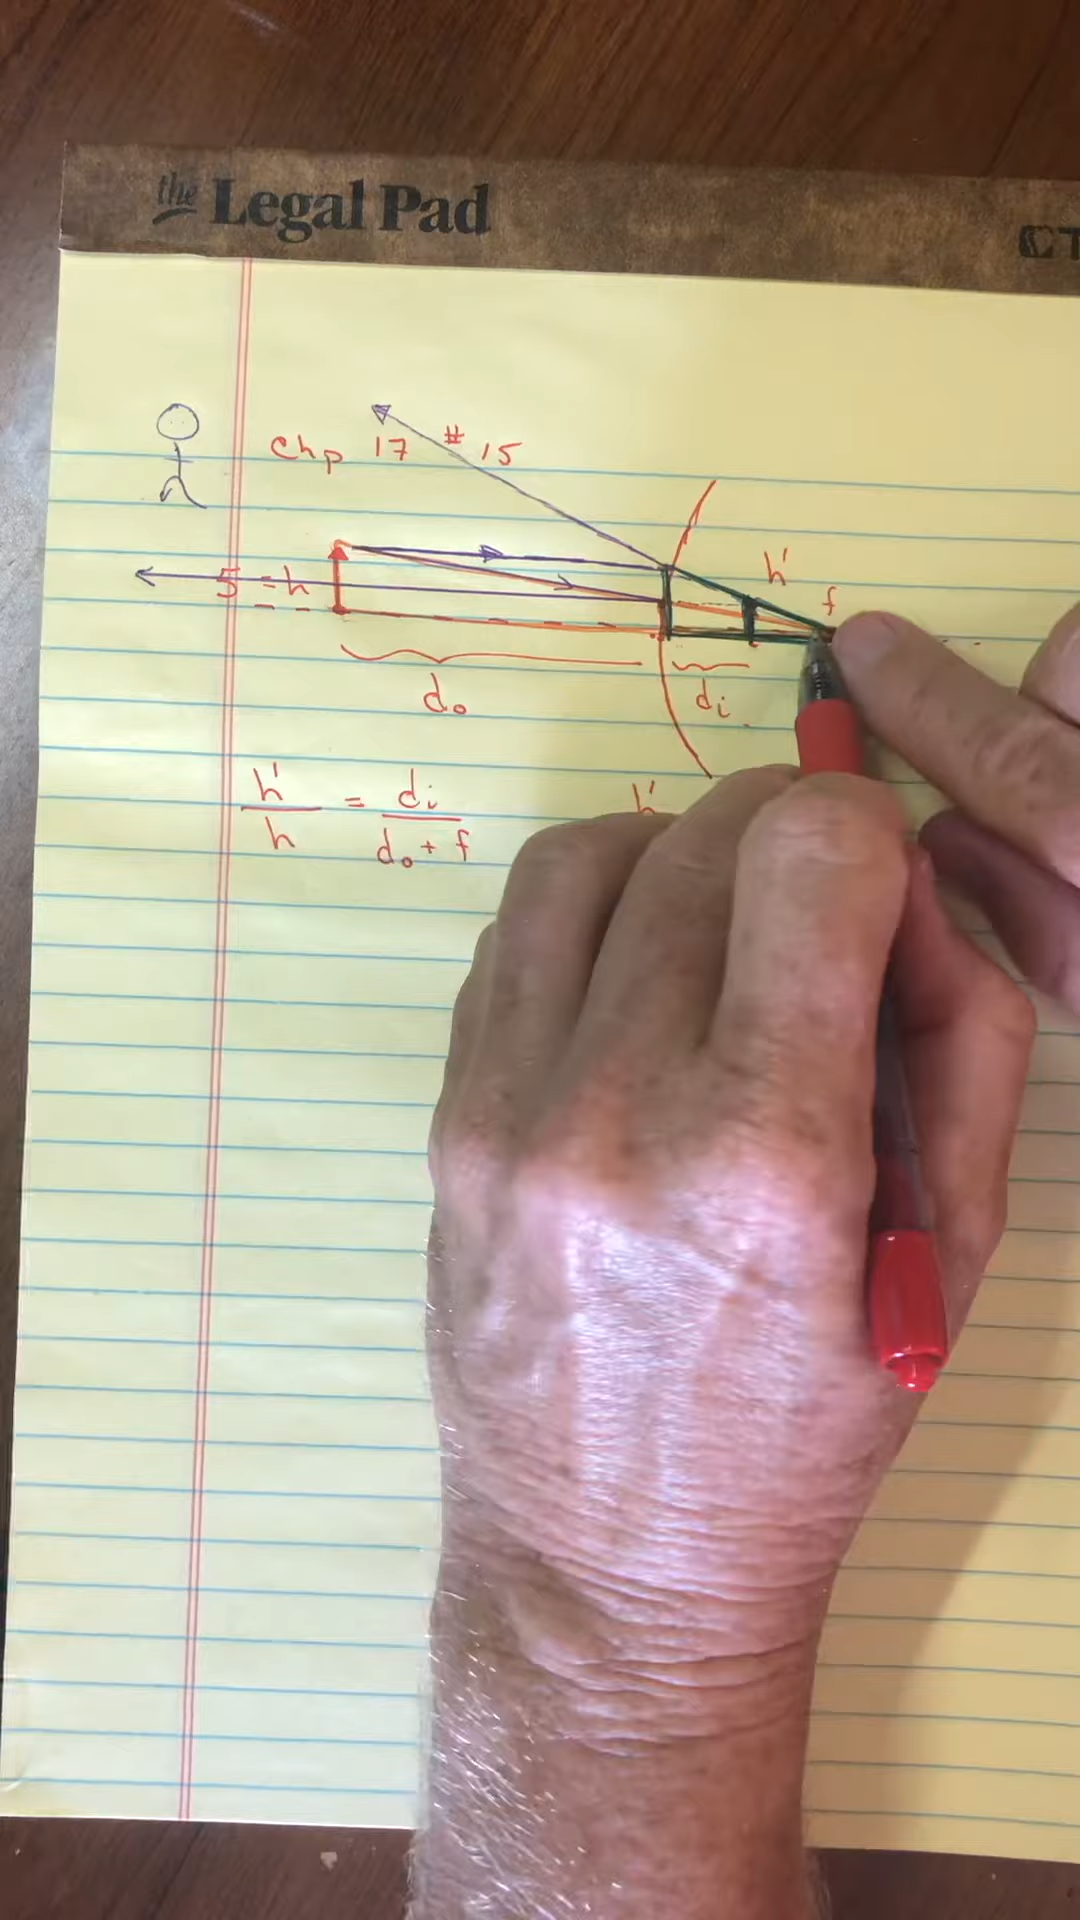 the Legal Pad
Chp 17 # 15
h'
f
5 = h
do
di
h' / h = di / do + f
h'